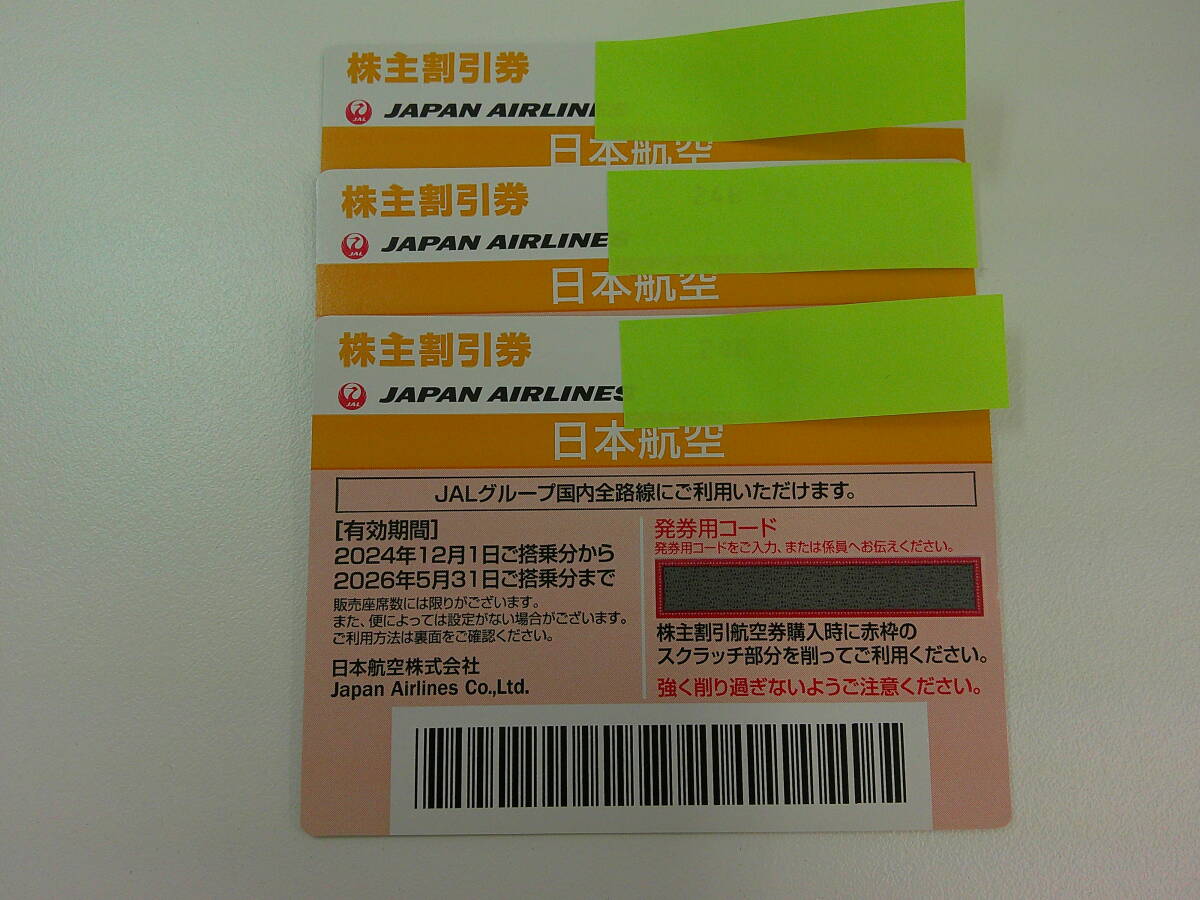 株主割引券
JAL JAPAN AIRLINES
日本航空
株主割引券
JAL JAPAN AIRLINES
日本航空
株主割引券
JAL JAPAN AIRLINES
日本航空
JALグループ国内全路線にご利用いただけます。
[有効期間]
2024年12月1日ご搭乗分から
2026年5月31日ご搭乗分まで
販売座席数には限りがございます。
また、便によっては設定がない場合がございます。
ご利用方法は裏面をご確認ください。
日本航空株式会社
Japan Airlines Co.,Ltd.
発券用コード
発券用コードをご入力、または係員へお伝えください。
株主割引航空券購入時に赤枠の
スクラッチ部分を削ってご利用ください。
強く削り過ぎないようご注意ください。